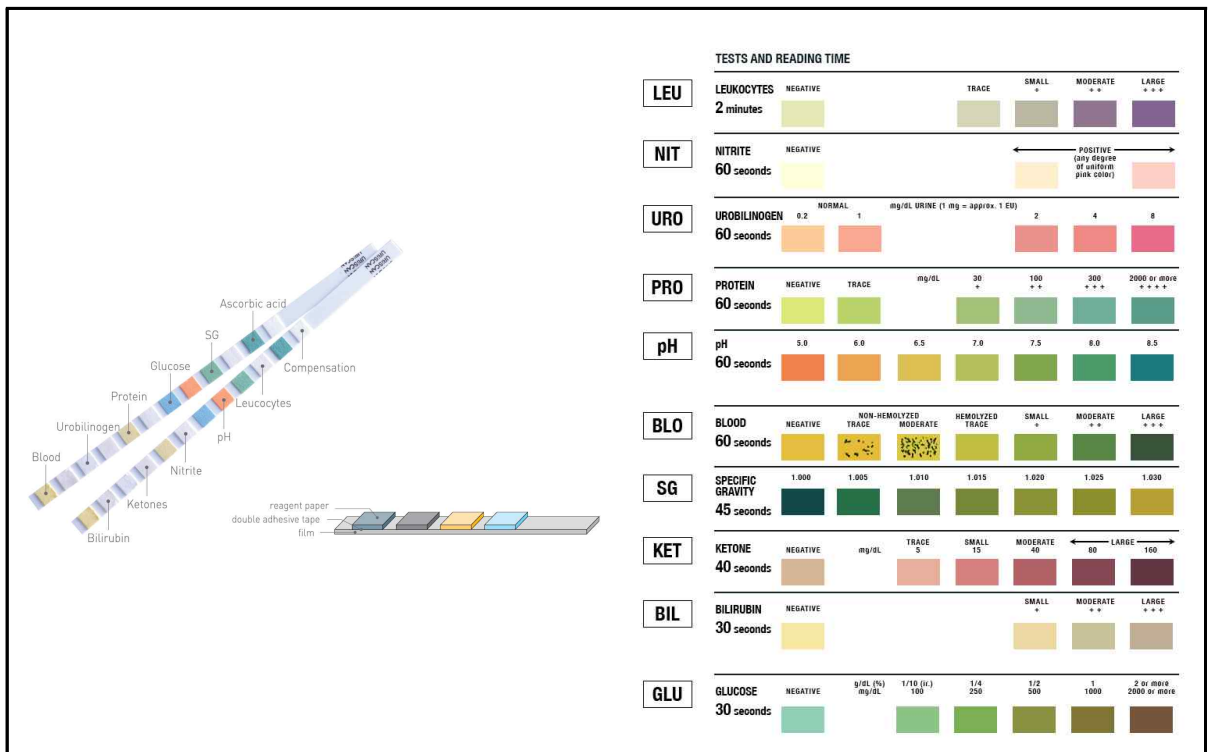 URISCAN
URISCAN
URISCAN
Ascorbic acid
SG
Glucose
Compensation
Protein
Leucocytes
Urobilinogen
pH
Blood
Nitrite
Ketones
Bilirubin
reagent paper
double adhesive tape
film
TESTS AND READING TIME
LEU
LEUKOCYTES
2 minutes
NEGATIVE
TRACE
SMALL
+
MODERATE
+ +
LARGE
+ + +
NIT
NITRITE
60 seconds
NEGATIVE
POSITIVE
(any degree
of uniform
pink color)
URO
UROBILINOGEN
60 seconds
NORMAL
mg/dL URINE (1 mg = approx. 1 EU)
0.2 1 2 4 8
PRO
PROTEIN
60 seconds
NEGATIVE
TRACE
mg/dL
30
+
100
+ +
300
+ + +
2000 or more
+ + + +
pH
pH
60 seconds
5.0 6.0 6.5 7.0 7.5 8.0 8.5
BLO
BLOOD
60 seconds
NEGATIVE
NON-HEMOLYZED
TRACE MODERATE
HEMOLYZED
TRACE
SMALL
+
MODERATE
+ +
LARGE
+ + +
SG
SPECIFIC
GRAVITY
45 seconds
1.000 1.005 1.010 1.015 1.020 1.025 1.030
KET
KETONE
40 seconds
NEGATIVE
mg/dL
TRACE
5
SMALL
15
MODERATE
40
LARGE
80 160
BIL
BILIRUBIN
30 seconds
NEGATIVE
SMALL
+
MODERATE
+ +
LARGE
+ + +
GLU
GLUCOSE
30 seconds
NEGATIVE
g/dL (%)
mg/dL
1/10 (tr.)
100
1/4
250
1/2
500
1
1000
2 or more
2000 or more